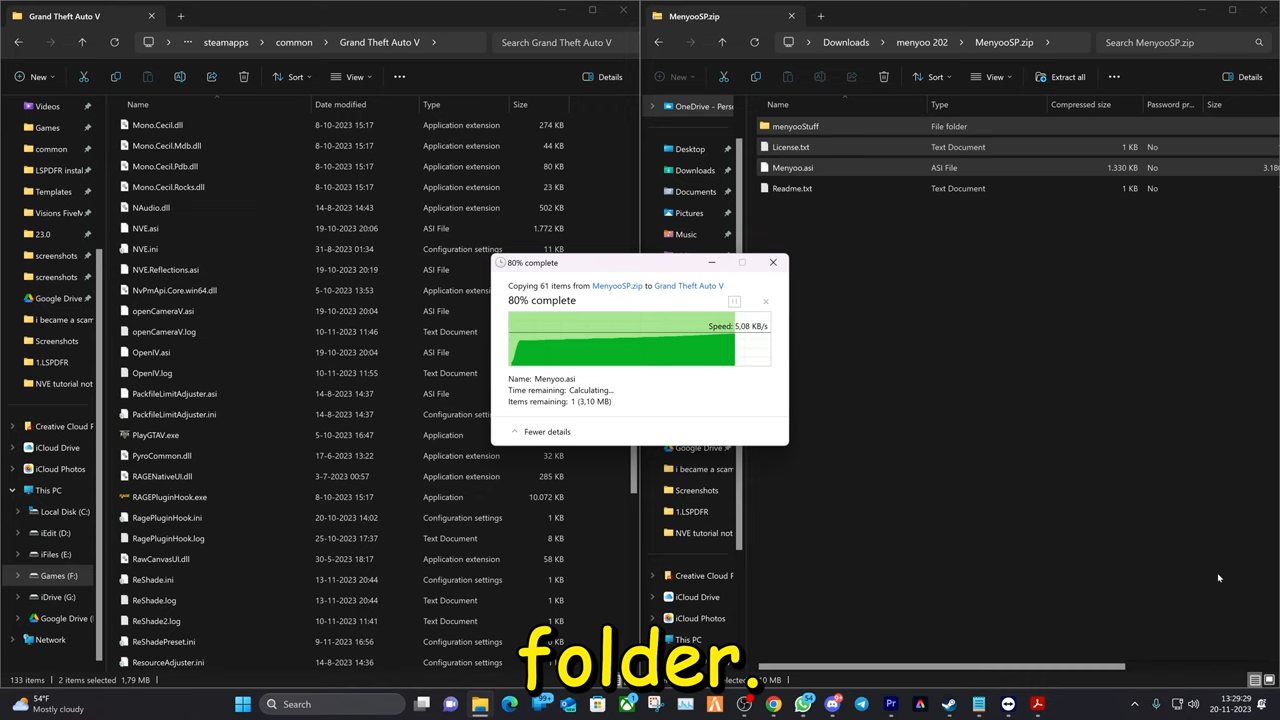 Grand Theft Auto V
steamapps > common > Grand Theft Auto V >
Search Grand Theft Auto V
New
Sort
View
Details
Videos
Games
common
LSPDFR instal
Templates
Visions FiveM
23.0
screenshots
screenshots
Google Drive
i became a scam
Screenshots
1.LSPDFR
NVE tutorial not
Creative Cloud F
iCloud Drive
iCloud Photos
This PC
Local Disk (C:)
iEdit (D:)
iFiles (E:)
Games (F:)
iDrive (G:)
Google Drive (
Network
Name Date modified Type Size
Mono.Cecil.dll 8-10-2023 15:17 Application extension 274 KB
Mono.Cecil.Mdb.dll 8-10-2023 15:17 Application extension 44 KB
Mono.Cecil.Pdb.dll 8-10-2023 15:17 Application extension 80 KB
Mono.Cecil.Rocks.dll 8-10-2023 15:17 Application extension 23 KB
NAudio.dll 14-8-2023 14:43 Application extension 502 KB
NVE.asi 19-10-2023 20:06 ASI File 1.772 KB
NVE.ini 31-8-2023 01:34 Configuration settings 11 KB
NVE.Reflections.asi 19-10-2023 20:19 ASI File
NvPmApi.Core.win64.dll 19-10-2023 20:06 Application extension
openCameraV.asi 31-10-2023 21:07 ASI File
openCameraV.log 10-11-2023 11:46 Text Document
OpenIV.asi 19-10-2023 20:04 ASI File
OpenIV.log 10-11-2023 11:55 Text Document
PackfileLimitAdjuster.asi 14-8-2023 14:37 ASI File
PackfileLimitAdjuster.ini 14-8-2023 14:37 Configuration settings
PlayGTAV.exe 5-10-2023 16:47 Application
PyroCommon.dll 17-6-2023 13:22 Application extension 32 KB
RAGENativeUI.dll 3-7-2023 00:57 Application extension 285 KB
RAGEPluginHook.exe 8-10-2023 15:17 Application 10.072 KB
RagePluginHook.ini 20-10-2023 14:02 Configuration settings 1 KB
RagePluginHook.log 25-10-2023 17:37 Text Document 8 KB
RawCanvasUI.dll 30-5-2023 18:17 Application extension 58 KB
ReShade.ini 13-11-2023 20:44 Configuration settings 1 KB
ReShade.log 13-11-2023 20:44 Text Document
ReShade2.log 10-11-2023 11:41 Text Document
ReShadePreset.ini 9-11-2023 16:56 Configuration settings
ResourceAdjuster.ini 14-8-2023 14:37 Configuration settings 1 KB
133 items 2 items selected 1,79 MB
MenyooSP.zip
Downloads > menyoo 202 > MenyooSP.zip >
Search MenyooSP.zip
New
Sort
View
Extract all
Details
OneDrive - Perso
Desktop
Downloads
Documents
Pictures
Music
Google Drive
i became a scam
Screenshots
1.LSPDFR
NVE tutorial not
Creative Cloud F
iCloud Drive
iCloud Photos
This PC
Name Type Compressed size Password pr... Size
menyooStuff File folder
License.txt Text Document 1 KB No
Menyoo.asi ASI File 1.330 KB No 3.180
Readme.txt Text Document 1 KB No
80% complete
Copying 61 items from MenyooSP.zip to Grand Theft Auto V
80% complete
Speed: 5,08 KB/s
Name: Menyoo.asi
Time remaining: Calculating...
Items remaining: 1 (3,10 MB)
Fewer details
folder.
54°F
Mostly cloudy
Search
99+
1
54
9+
Pr
13:29:29
20-11-2023